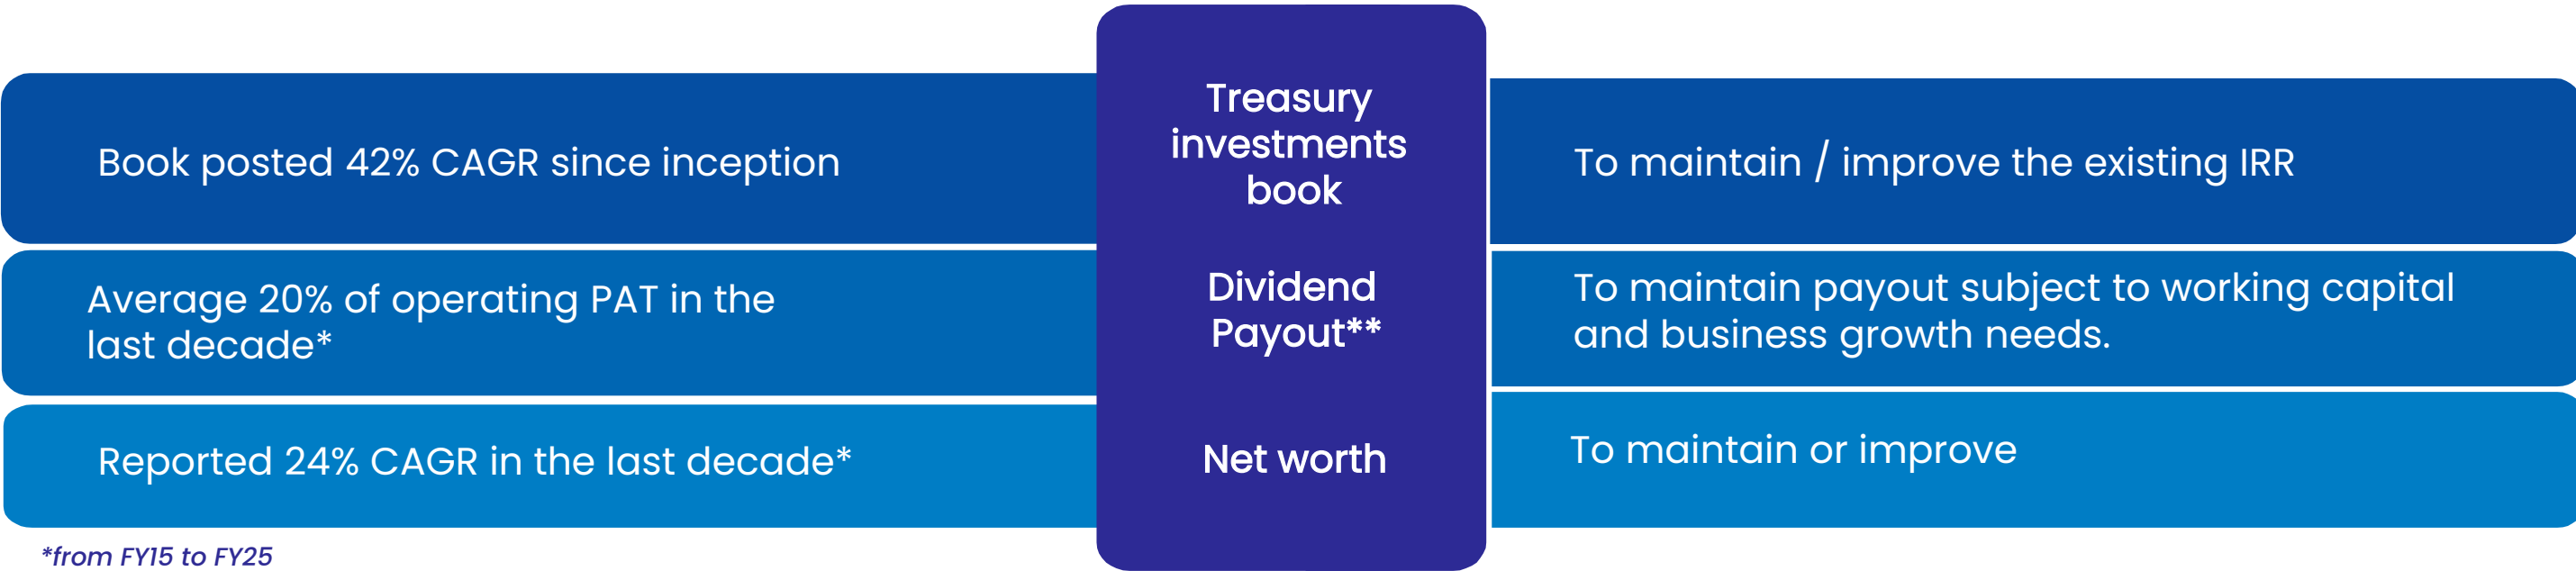 Book posted 42% CAGR since inception
Treasury
investments
book
To maintain / improve the existing IRR
Average 20% of operating PAT in the
last decade*
Dividend
Payout**
To maintain payout subject to working capital
and business growth needs.
Reported 24% CAGR in the last decade*
Net worth
To maintain or improve
*from FY15 to FY25